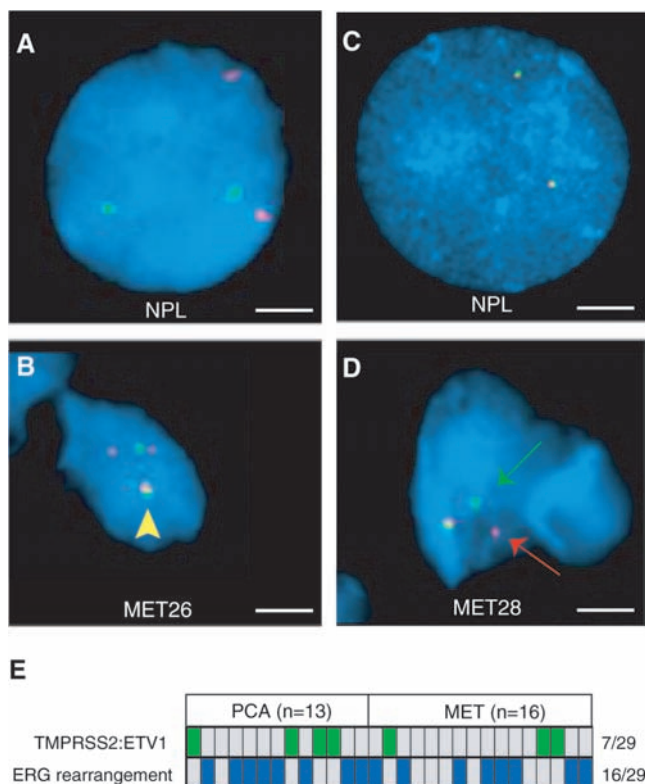 A
C
NPL
NPL
B
D
MET26
MET28
E
PCA (n=13) MET (n=16)
TMPRSS2:ETV1 7/29
ERG rearrangement 16/29